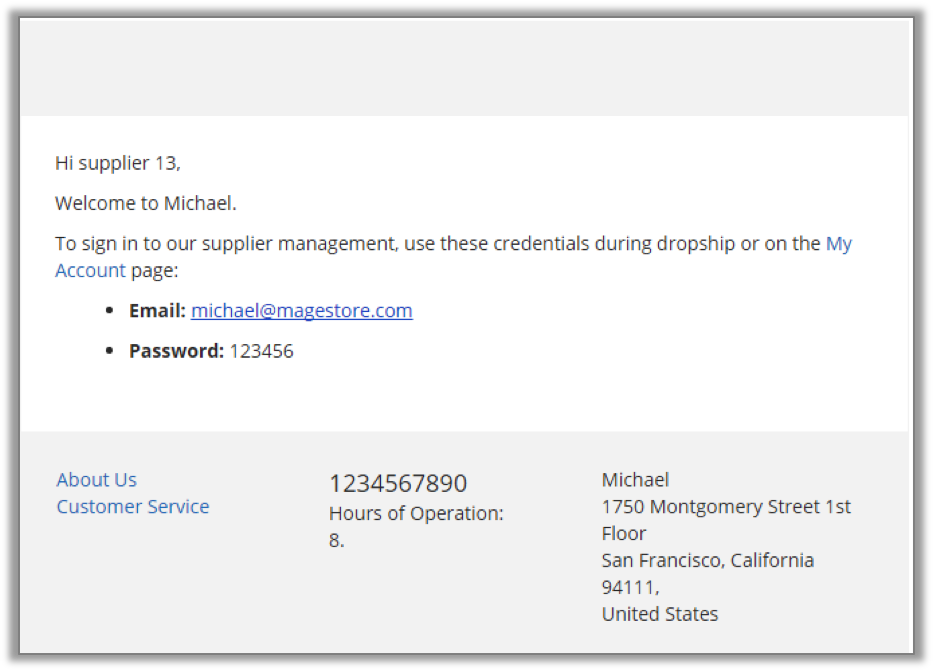 Hi supplier 13,
Welcome to Michael.
To sign in to our supplier management, use these credentials during dropship or on the My
Account page:
• Email: michael@magestore.com
• Password: 123456
About Us
Customer Service
1234567890
Hours of Operation:
8.
Michael
1750 Montgomery Street 1st
Floor
San Francisco, California
94111,
United States